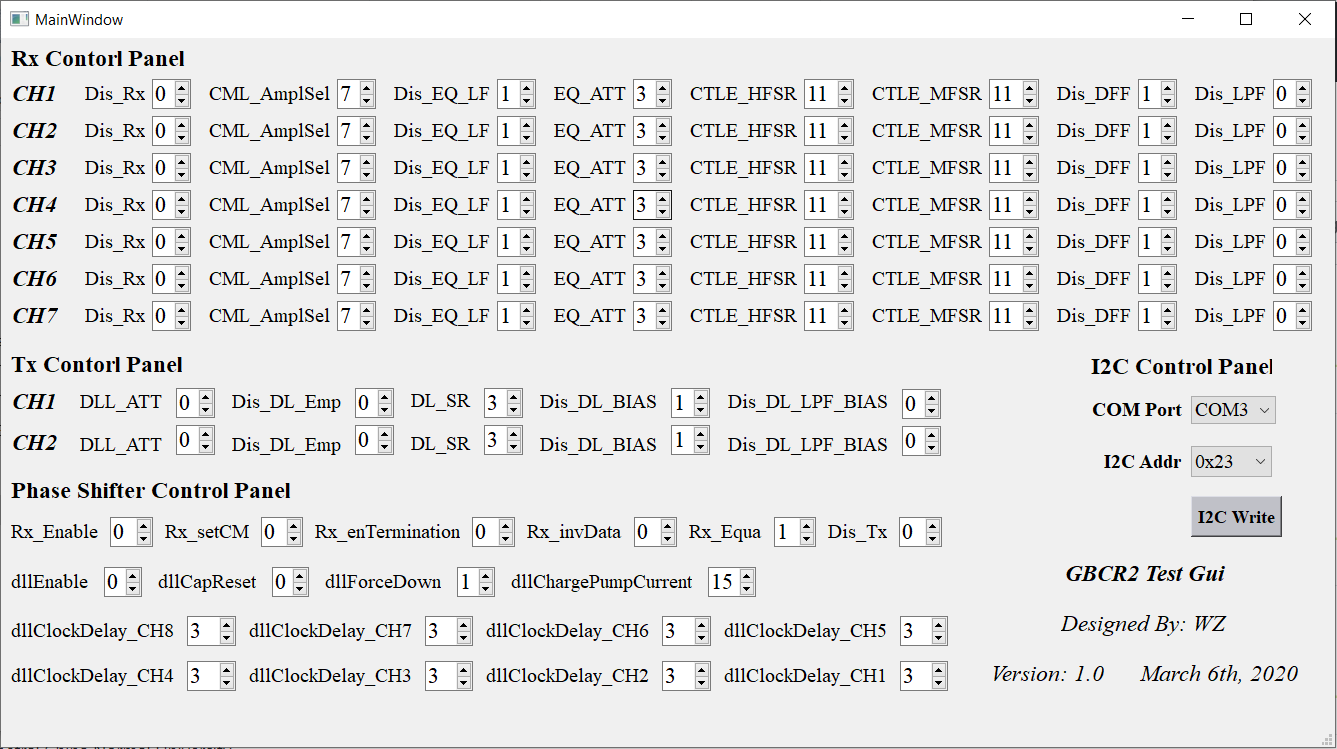 MainWindow
Rx Contorl Panel
CH1 Dis_Rx 0 CML_AmplSel 7 Dis_EQ_LF 1 EQ_ATT 3 CTLE_HFSR 11 CTLE_MFSR 11 Dis_DFF 1 Dis_LPF 0
CH2 Dis_Rx 0 CML_AmplSel 7 Dis_EQ_LF 1 EQ_ATT 3 CTLE_HFSR 11 CTLE_MFSR 11 Dis_DFF 1 Dis_LPF 0
CH3 Dis_Rx 0 CML_AmplSel 7 Dis_EQ_LF 1 EQ_ATT 3 CTLE_HFSR 11 CTLE_MFSR 11 Dis_DFF 1 Dis_LPF 0
CH4 Dis_Rx 0 CML_AmplSel 7 Dis_EQ_LF 1 EQ_ATT 3 CTLE_HFSR 11 CTLE_MFSR 11 Dis_DFF 1 Dis_LPF 0
CH5 Dis_Rx 0 CML_AmplSel 7 Dis_EQ_LF 1 EQ_ATT 3 CTLE_HFSR 11 CTLE_MFSR 11 Dis_DFF 1 Dis_LPF 0
CH6 Dis_Rx 0 CML_AmplSel 7 Dis_EQ_LF 1 EQ_ATT 3 CTLE_HFSR 11 CTLE_MFSR 11 Dis_DFF 1 Dis_LPF 0
CH7 Dis_Rx 0 CML_AmplSel 7 Dis_EQ_LF 1 EQ_ATT 3 CTLE_HFSR 11 CTLE_MFSR 11 Dis_DFF 1 Dis_LPF 0
Tx Contorl Panel
CH1 DLL_ATT 0 Dis_DL_Emp 0 DL_SR 3 Dis_DL_BIAS 1 Dis_DL_LPF_BIAS 0
CH2 DLL_ATT 0 Dis_DL_Emp 0 DL_SR 3 Dis_DL_BIAS 1 Dis_DL_LPF_BIAS 0
Phase Shifter Control Panel
Rx_Enable 0 Rx_setCM 0 Rx_enTermination 0 Rx_invData 0 Rx_Equa 1 Dis_Tx 0
dllEnable 0 dllCapReset 0 dllForceDown 1 dllChargePumpCurrent 15
dllClockDelay_CH8 3 dllClockDelay_CH7 3 dllClockDelay_CH6 3 dllClockDelay_CH5 3
dllClockDelay_CH4 3 dllClockDelay_CH3 3 dllClockDelay_CH2 3 dllClockDelay_CH1 3
I2C Control Panel
COM Port COM3
I2C Addr 0x23
I2C Write
GBCR2 Test Gui
Designed By: WZ
Version: 1.0 March 6th, 2020